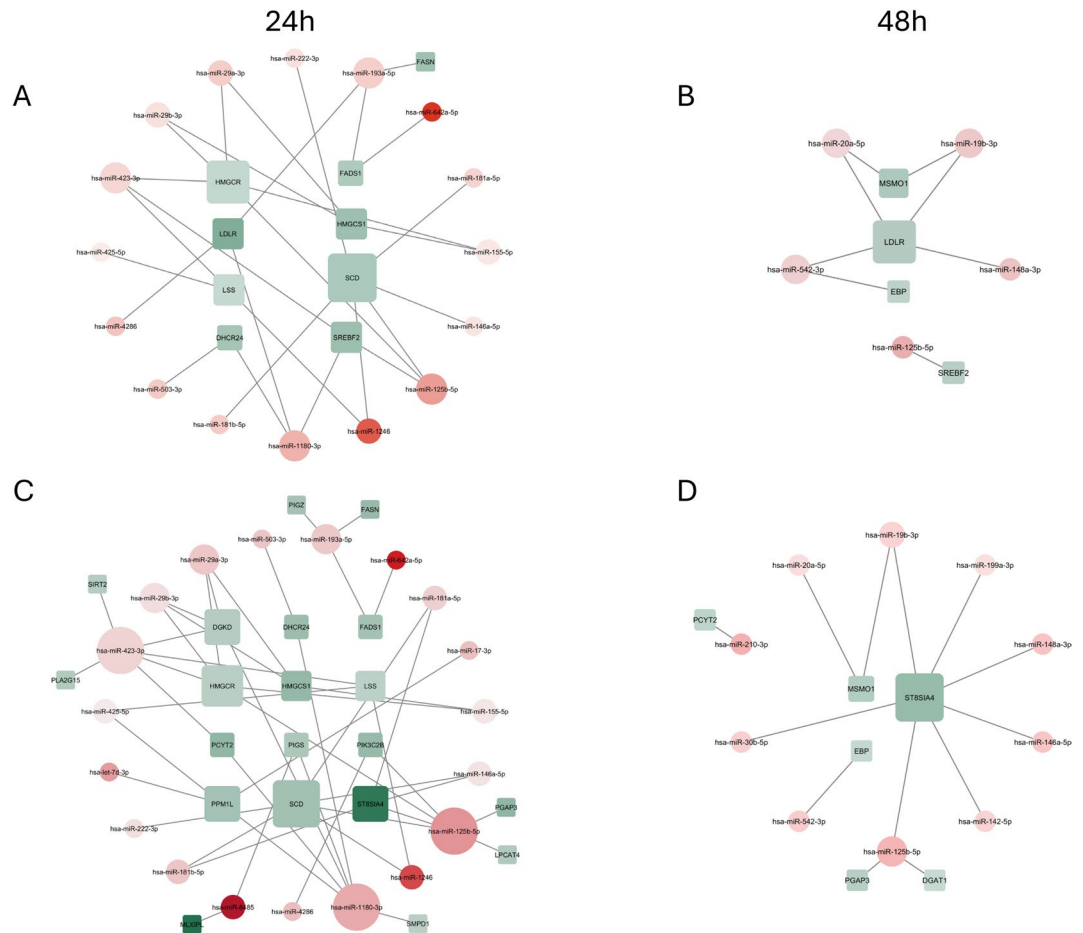 24h
48h
A
hsa-miR-222-3p
FASN
hsa-miR-29a-3p
hsa-miR-193a-5p
hsa-miR-29b-3p
hsa-miR-642a-5p
hsa-miR-423-3p
HMGCR
FADS1
hsa-miR-181a-5p
LDLR
HMGCS1
hsa-miR-425-5p
hsa-miR-155-5p
LSS
SCD
hsa-miR-4286
DHCR24
SREBF2
hsa-miR-146a-5p
hsa-miR-503-3p
hsa-miR-125b-5p
hsa-miR-181b-5p
hsa-miR-1246
hsa-miR-1180-3p
B
hsa-miR-20a-5p
hsa-miR-19b-3p
MSMO1
LDLR
hsa-miR-542-3p
hsa-miR-148a-3p
EBP
hsa-miR-125b-5p
SREBF2
C
PIGZ
FASN
hsa-miR-503-3p
hsa-miR-193a-5p
hsa-miR-29a-3p
hsa-miR-642a-5p
SIRT2
hsa-miR-29b-3p
hsa-miR-181a-5p
DGKD
DHCR24
FADS1
hsa-miR-423-3p
hsa-miR-17-3p
PLA2G15
HMGCR
HMGCS1
LSS
hsa-miR-425-5p
hsa-miR-155-5p
PCYT2
PIGS
PIK3C2B
hsa-let-7d-3p
hsa-miR-146a-5p
PPM1L
SCD
ST8SIA4
PGAP3
hsa-miR-222-3p
hsa-miR-125b-5p
LPCAT4
hsa-miR-181b-5p
hsa-miR-1246
hsa-miR-6485
hsa-miR-4286
hsa-miR-1180-3p
MLXIPL
SMPD1
D
hsa-miR-19b-3p
hsa-miR-20a-5p
hsa-miR-199a-3p
PCYT2
hsa-miR-210-3p
hsa-miR-148a-3p
MSMO1
ST8SIA4
hsa-miR-30b-5p
EBP
hsa-miR-146a-5p
hsa-miR-542-3p
hsa-miR-142-5p
hsa-miR-125b-5p
PGAP3
DGAT1